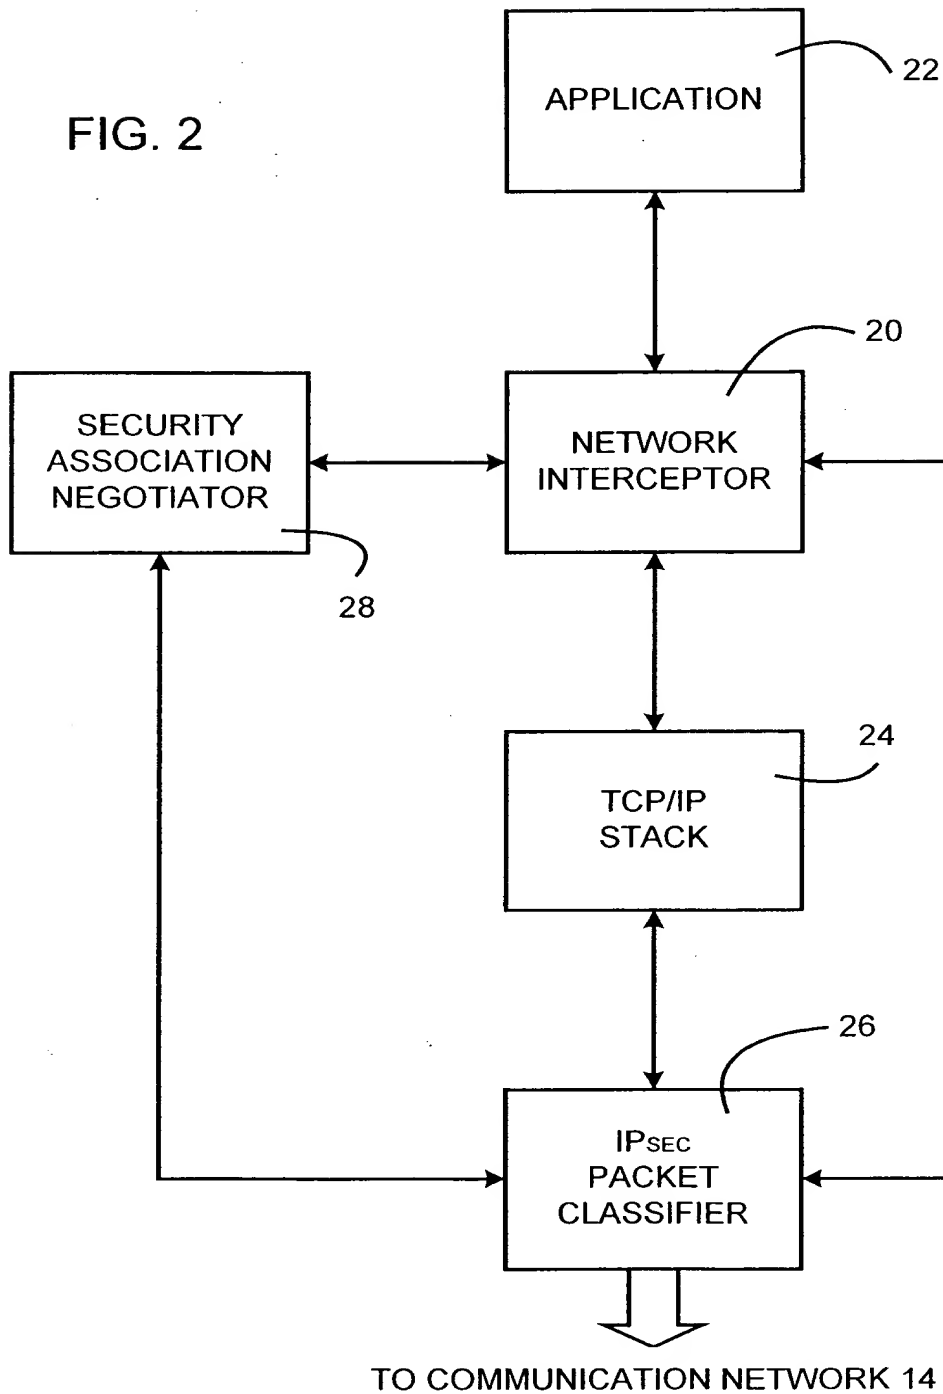 FIG. 2
APPLICATION
22
20
NETWORK
INTERCEPTOR
SECURITY
ASSOCIATION
NEGOTIATOR
28
24
TCP/IP
STACK
26
IPSEC
PACKET
CLASSIFIER
TO COMMUNICATION NETWORK 14